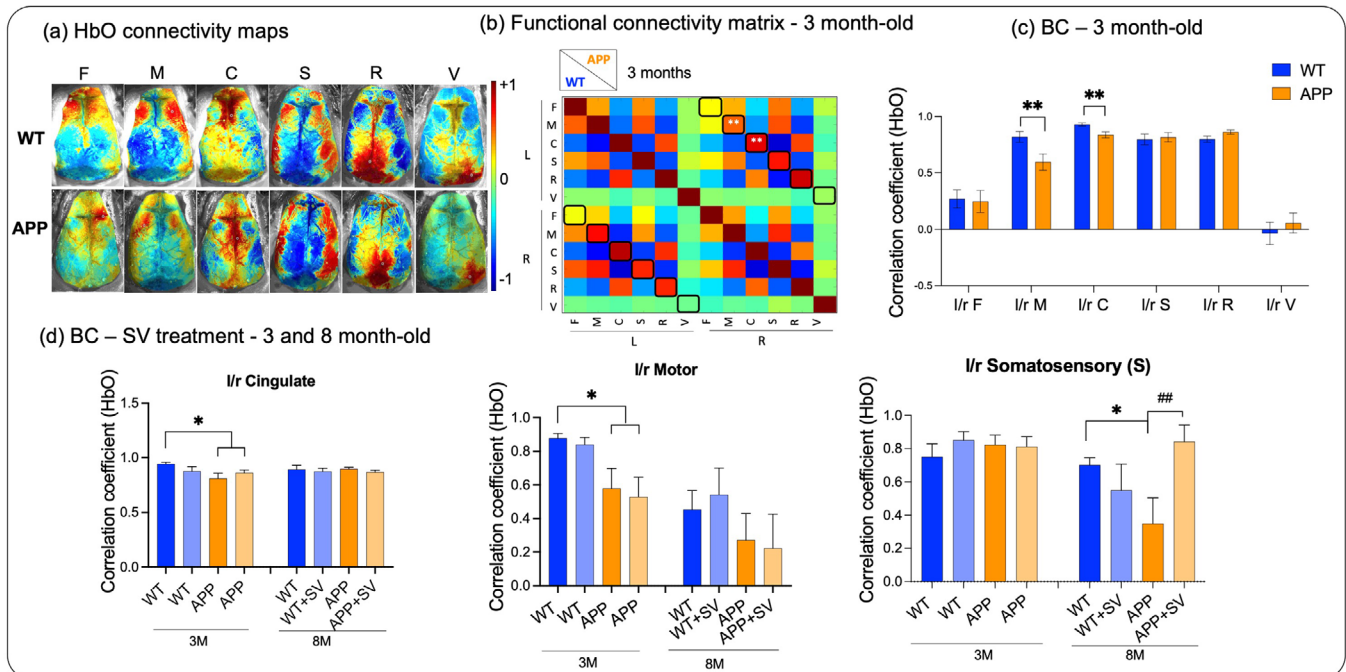 (a) HbO connectivity maps
F M C S R V
WT
APP
+1
0
-1
(b) Functional connectivity matrix - 3 month-old
APP
WT
3 months
L
F
M
C
S
R
V
R
F
M
C
S
R
V
**
**
F M C S R V F M C S R V
L R
(c) BC – 3 month-old
WT
APP
Correlation coefficient (HbO)
1.0
0.5
0.0
-0.5
**
**
l/r F l/r M l/r C l/r S l/r R l/r V
(d) BC – SV treatment - 3 and 8 month-old
l/r Cingulate
Correlation coefficient (HbO)
1.5
1.0
0.5
0.0
*
WT WT APP APP WT WT+SV APP APP+SV
3M 8M
l/r Motor
Correlation coefficient (HbO)
1.0
0.8
0.6
0.4
0.2
0.0
*
WT WT APP APP WT WT+SV APP APP+SV
3M 8M
l/r Somatosensory (S)
Correlation coefficient (HbO)
1.0
0.8
0.6
0.4
0.2
0.0
*
##
WT WT APP APP WT WT+SV APP APP+SV
3M 8M